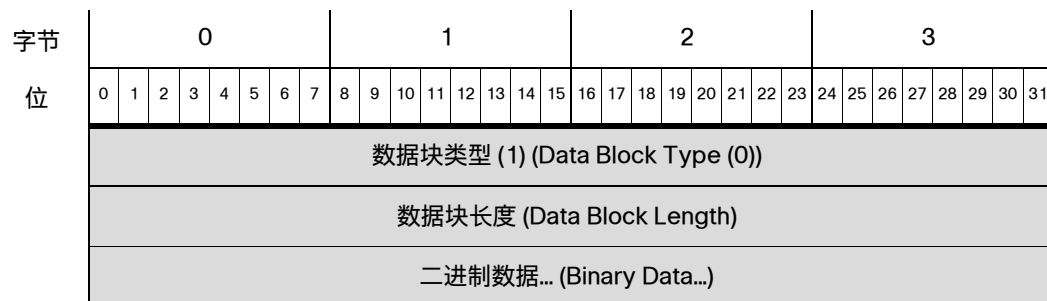 字节 0 1 2 3
位 0 1 2 3 4 5 6 7 8 9 10 11 12 13 14 15 16 17 18 19 20 21 22 23 24 25 26 27 28 29 30 31
数据块类型 (1) (Data Block Type (0))
数据块长度 (Data Block Length)
二进制数据... (Binary Data...)